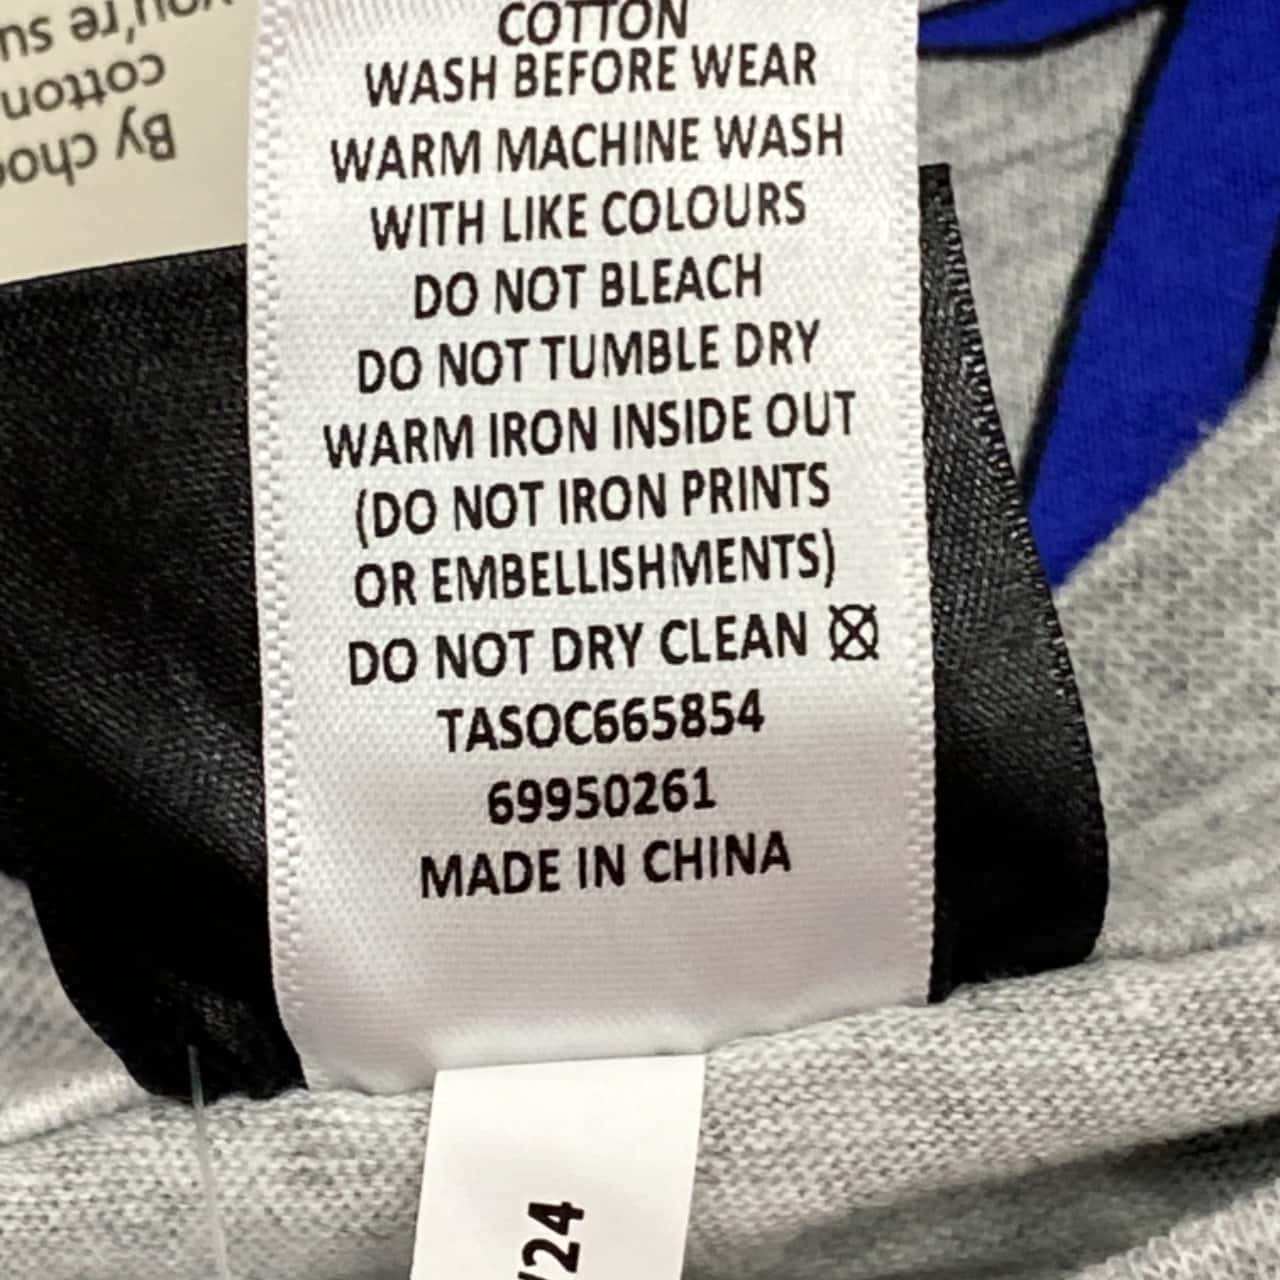 COTTON
WASH BEFORE WEAR
WARM MACHINE WASH
WITH LIKE COLOURS
DO NOT BLEACH
DO NOT TUMBLE DRY
WARM IRON INSIDE OUT
(DO NOT IRON PRINTS
OR EMBELLISHMENTS)
DO NOT DRY CLEAN
TASOC665854
69950261
MADE IN CHINA
/24
By
cotton
you're